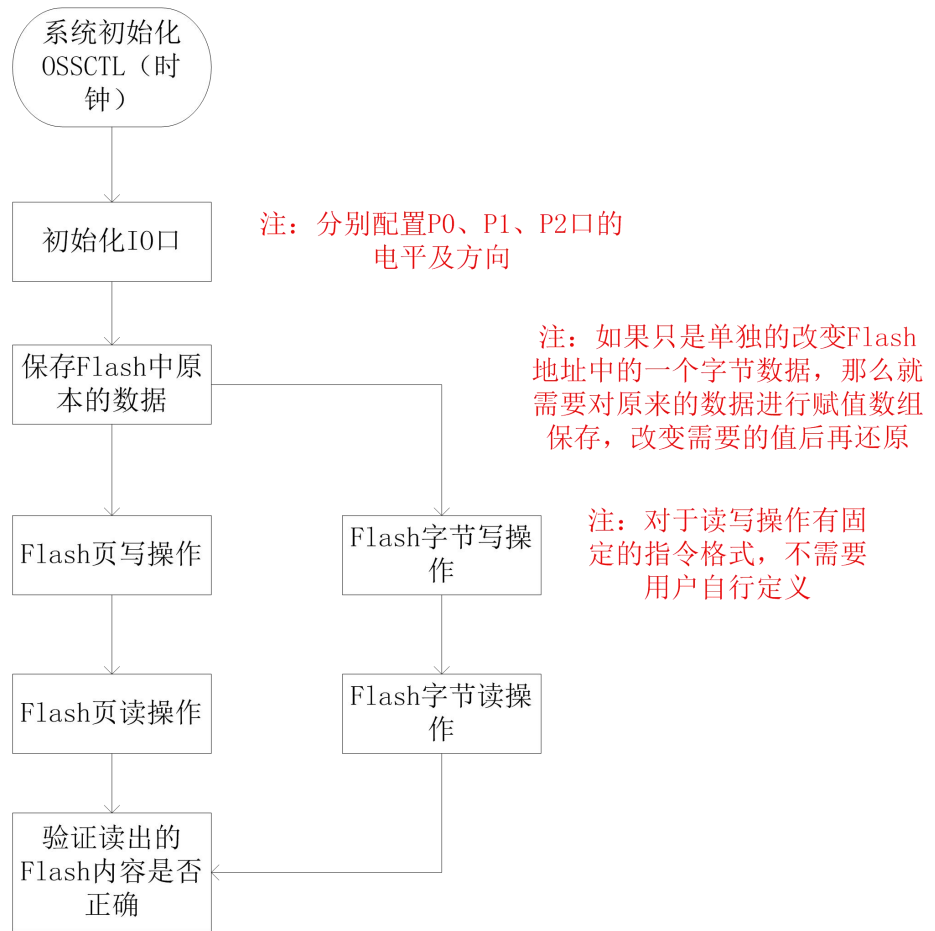 系统初始化
OSSCTL（时
钟）
初始化IO口
注：分别配置P0、P1、P2口的
电平及方向
保存Flash中原
本的数据
注：如果只是单独的改变Flash
地址中的一个字节数据，那么就
需要对原来的数据进行赋值数组
保存，改变需要的值后再还原
Flash页写操作
Flash字节写操
作
注：对于读写操作有固
定的指令格式，不需要
用户自行定义
Flash页读操作
Flash字节读操
作
验证读出的
Flash内容是否
正确